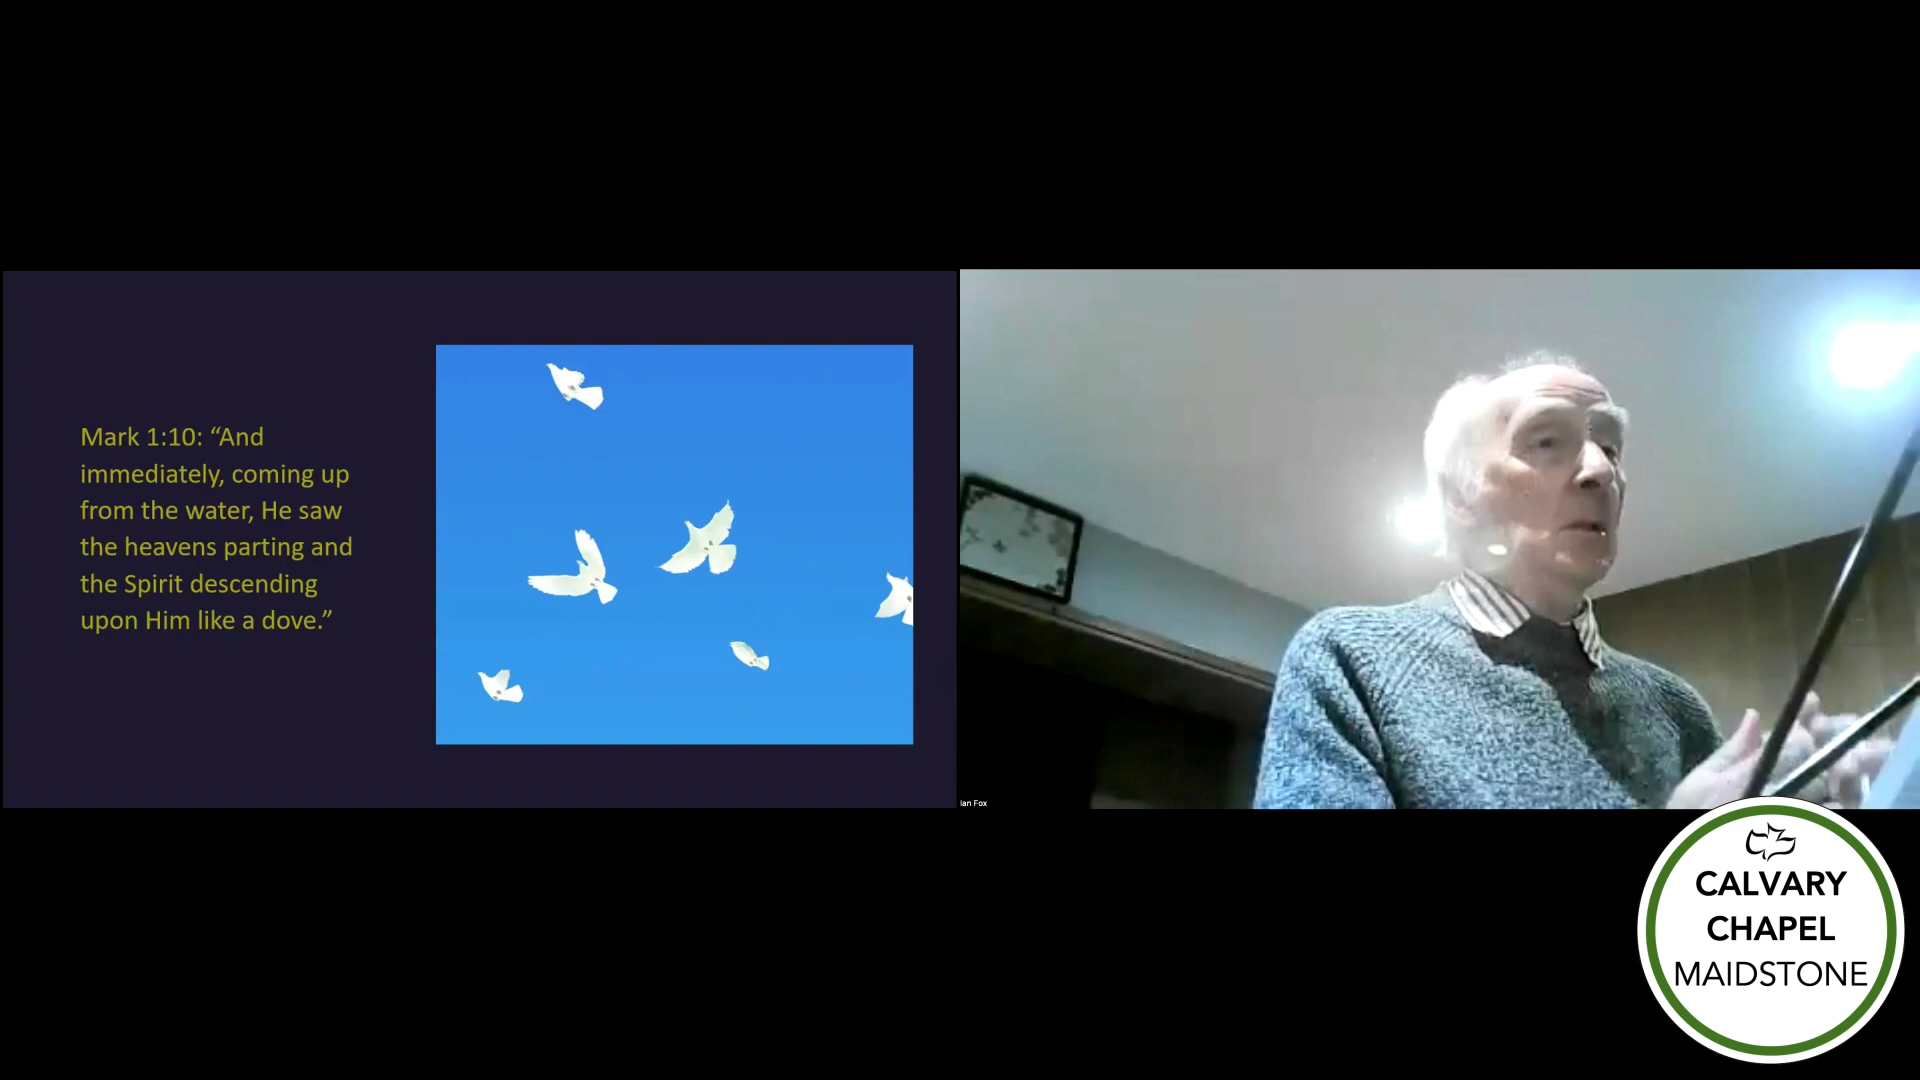 Mark 1:10: “And
immediately, coming up
from the water, He saw
the heavens parting and
the Spirit descending
upon Him like a dove.”
Ian Fox
CALVARY
CHAPEL
MAIDSTONE